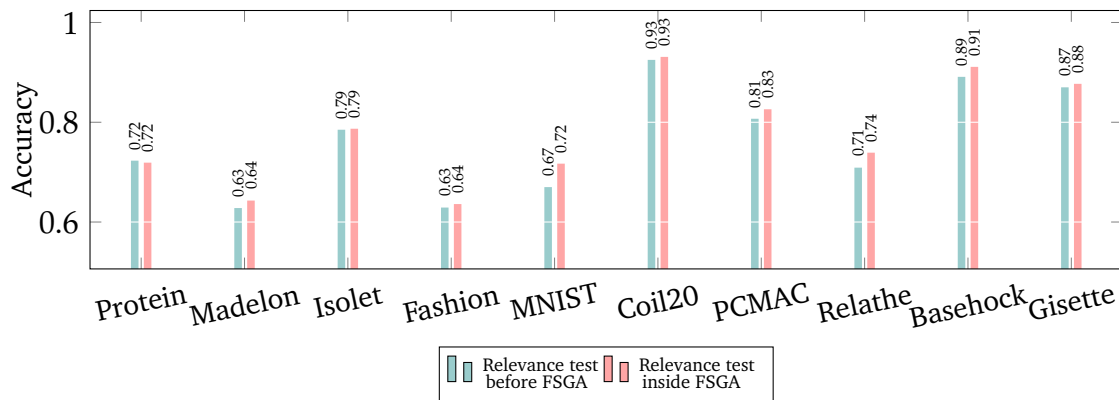 1
0.8
0.6
Accuracy
0.72 0.72
0.63 0.64
0.79 0.79
0.63 0.64
0.67 0.72
0.93 0.93
0.81 0.83
0.71 0.74
0.89 0.91
0.87 0.88
Protein Madelon Isolet Fashion MNIST Coil20 PCMAC Relathe Basehock Gisette
Relevance test
before FSGA
Relevance test
inside FSGA